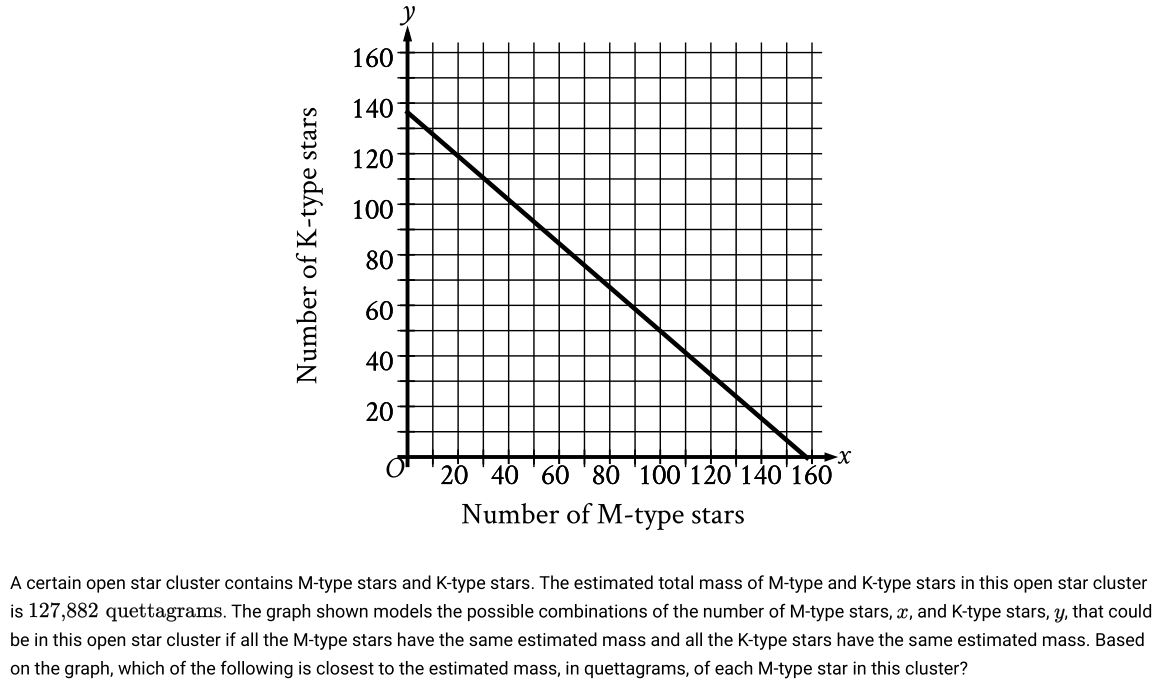 y
160
140
120
100
80
60
40
20
O
20 40 60 80 100 120 140 160
x
Number of K-type stars
Number of M-type stars
A certain open star cluster contains M-type stars and K-type stars. The estimated total mass of M-type and K-type stars in this open star cluster
is 127,882 quettagrams. The graph shown models the possible combinations of the number of M-type stars, x, and K-type stars, y, that could
be in this open star cluster if all the M-type stars have the same estimated mass and all the K-type stars have the same estimated mass. Based
on the graph, which of the following is closest to the estimated mass, in quettagrams, of each M-type star in this cluster?